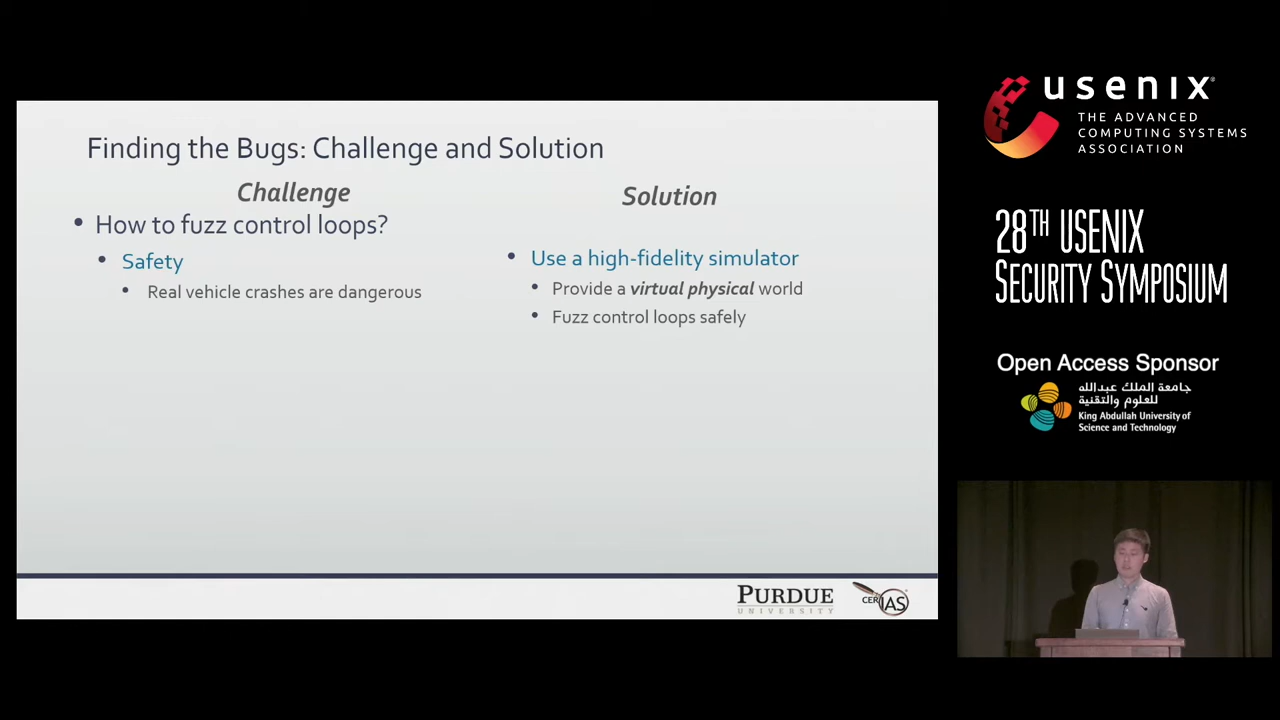 Finding the Bugs: Challenge and Solution
Challenge
• How to fuzz control loops?
• Safety
• Real vehicle crashes are dangerous
Solution
• Use a high-fidelity simulator
• Provide a virtual physical world
• Fuzz control loops safely
PURDUE
UNIVERSITY
CERIAS
usenix
THE ADVANCED
COMPUTING SYSTEMS
ASSOCIATION
28TH USENIX
SECURITY SYMPOSIUM
Open Access Sponsor
جامعة الملك عبدالله
للعلوم والتقنية
King Abdullah University of
Science and Technology